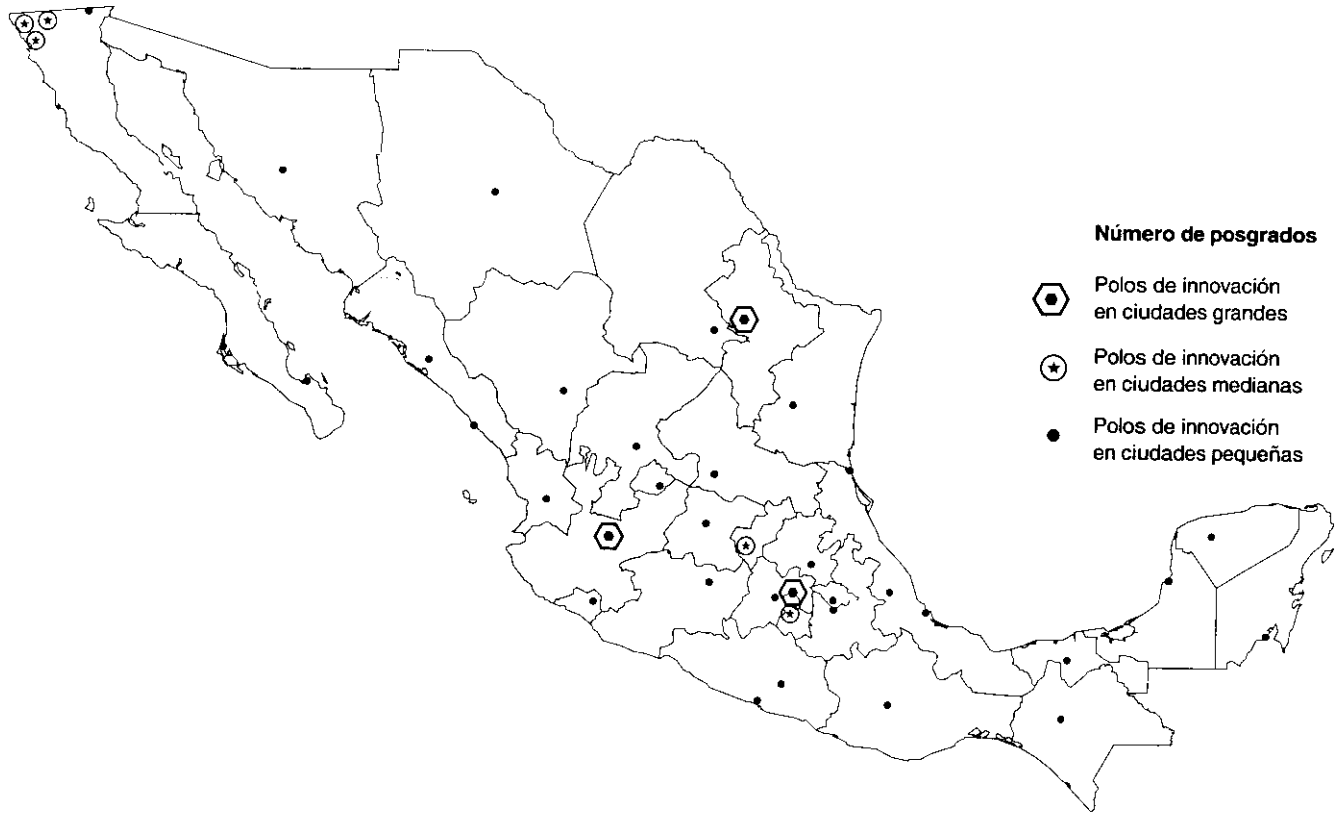 Número de posgrados
Polos de innovación
en ciudades grandes
Polos de innovación
en ciudades medianas
Polos de innovación
en ciudades pequeñas